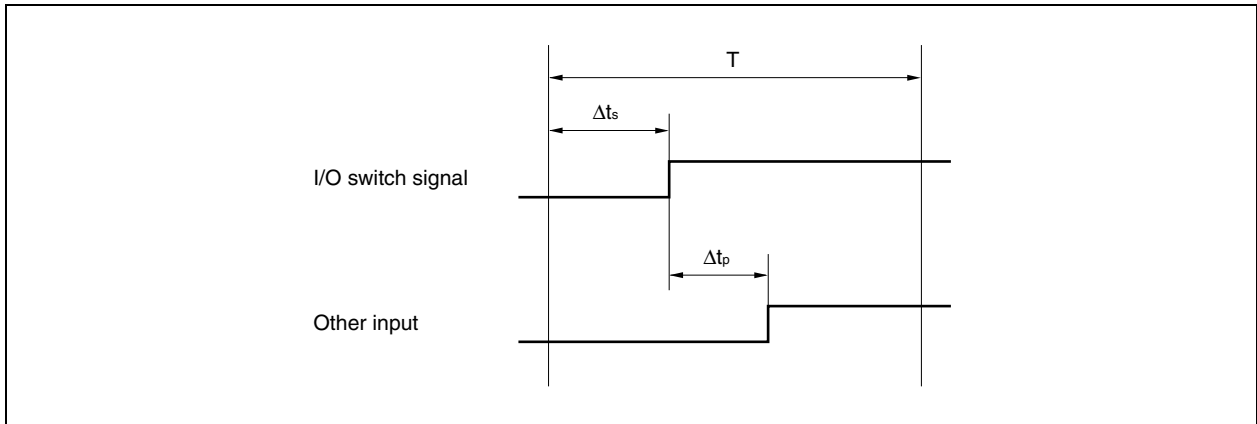 T
Δts
I/O switch signal
Δtp
Other input